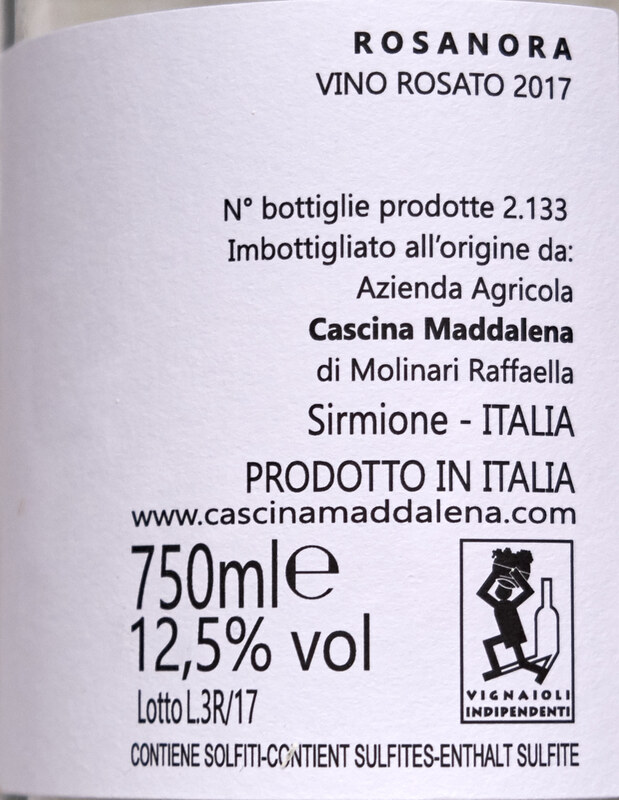 ROSANORA
VINO ROSATO 2017
N° bottiglie prodotte 2.133
Imbottigliato all'origine da:
Azienda Agricola
Cascina Maddalena
di Molinari Raffaella
Sirmione - ITALIA
PRODOTTO IN ITALIA
www.cascinamaddalena.com
750ml℮
12,5% vol
Lotto L.3R/17
VIGNAIOLI
INDIPENDENTI
CONTIENE SOLFITI-CONTIENT SULFITES-ENTHALT SULFITE